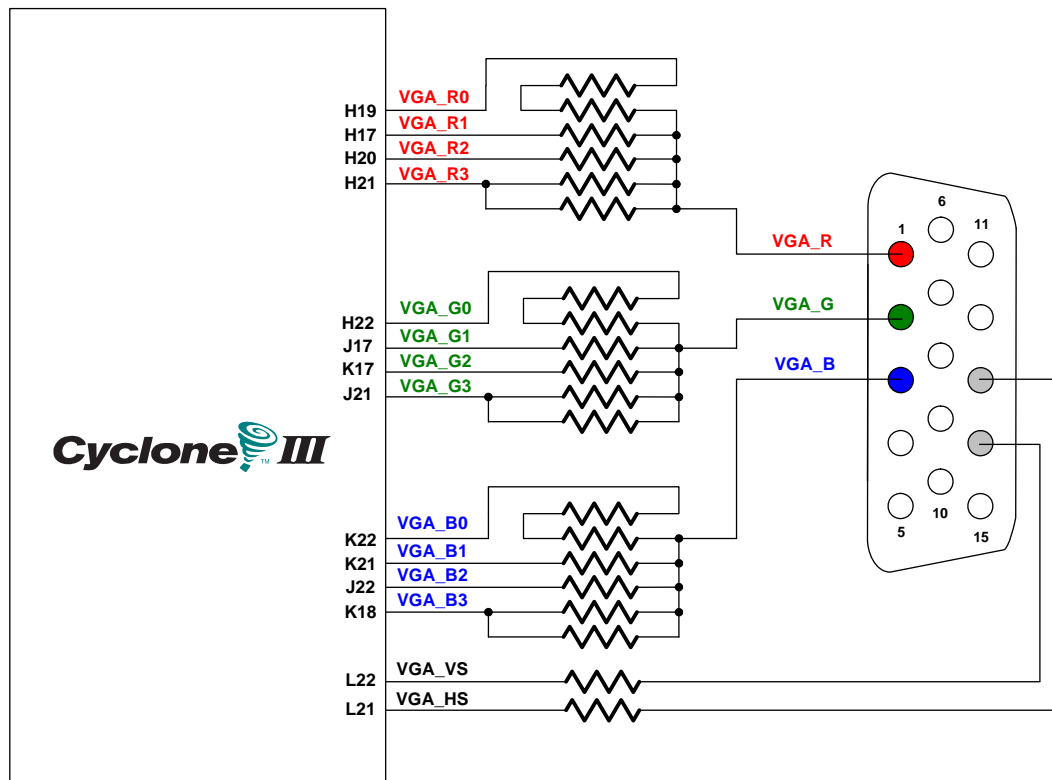 H19 VGA_R0
H17 VGA_R1
H20 VGA_R2
H21 VGA_R3
VGA_R
H22 VGA_G0
J17 VGA_G1
K17 VGA_G2
J21 VGA_G3
VGA_G
Cyclone III
TM
K22 VGA_B0
K21 VGA_B1
J22 VGA_B2
K18 VGA_B3
VGA_B
L22 VGA_VS
L21 VGA_HS
1 6 11
5 10 15